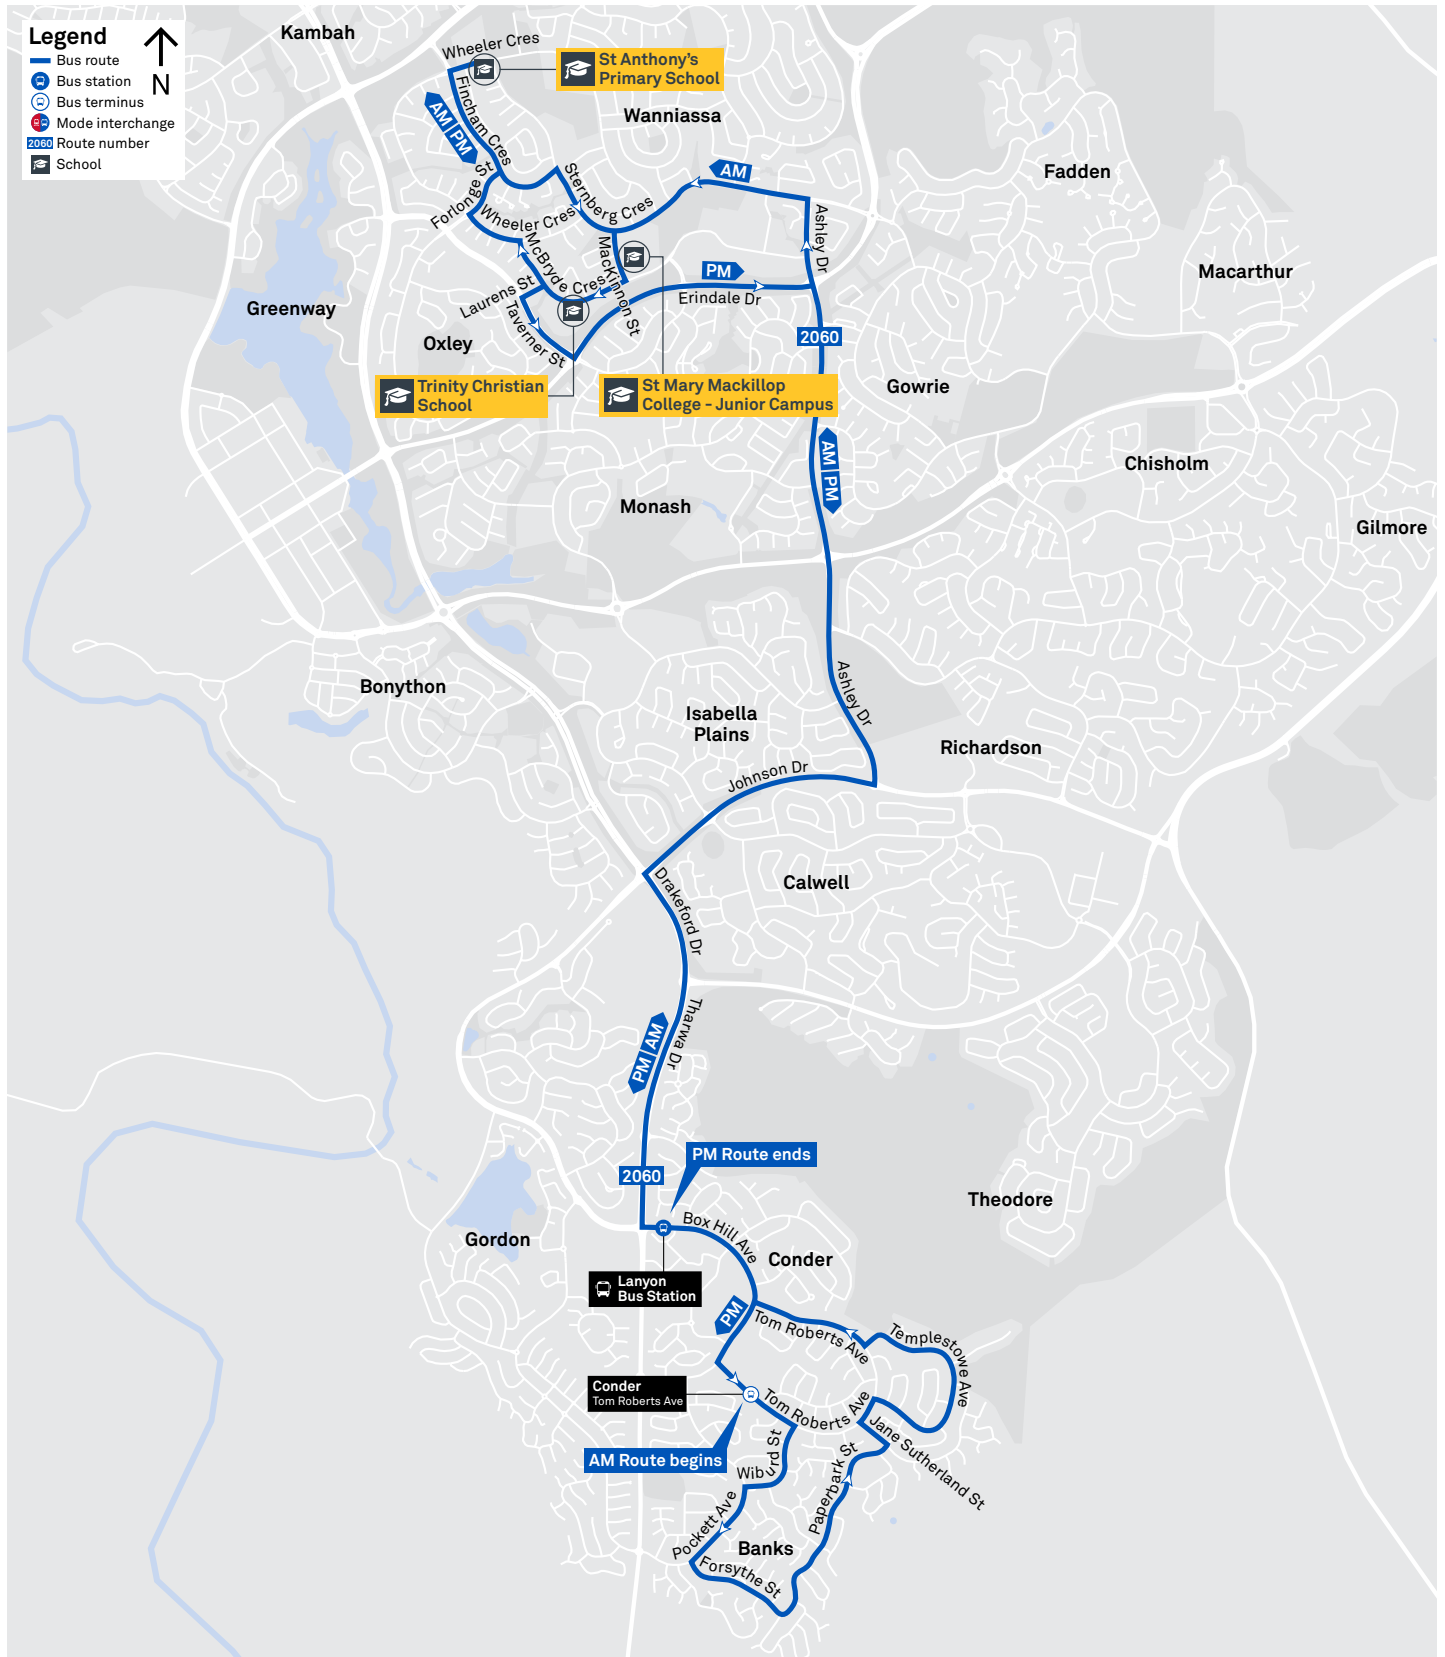 Legend
N
Bus route
Bus station
Bus terminus
Mode interchange
2060 Route number
School
Kambah
Wheeler Cres
St Anthony's
Primary School
Wanniassa
Fincham Cres
AM | PM
Fadden
Forlonge St
Sternberg Cres
AM
Wheeler Cres
Ashley Dr
McBryde Cres
MacKinnon St
Macarthur
PM
Erindale Dr
Laurens St
Taverner St
Greenway
Oxley
2060
Gowrie
Trinity Christian
School
St Mary Mackillop
College - Junior Campus
AM | PM
Chisholm
Monash
Gilmore
Bonython
Ashley Dr
Isabella
Plains
Richardson
Johnson Dr
Calwell
Drakeford Dr
Tharwa Dr
PM | AM
PM Route ends
2060
Theodore
Gordon
Box Hill Ave
Conder
Lanyon
Bus Station
PM
Tom Roberts Ave
Templestowe Ave
Conder
Tom Roberts Ave
Tom Roberts Ave
Jane Sutherland St
AM Route begins
Wiburd St
Paperbark St
Pockett Ave
Banks
Forsythe St